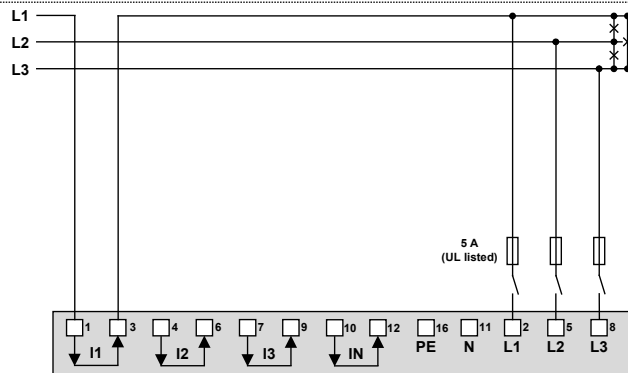 L1
L2
L3
5 A
(UL listed)
1 3 4 6 7 9 10 12 16 11 2 5 8
I1 I2 I3 IN PE N L1 L2 L3